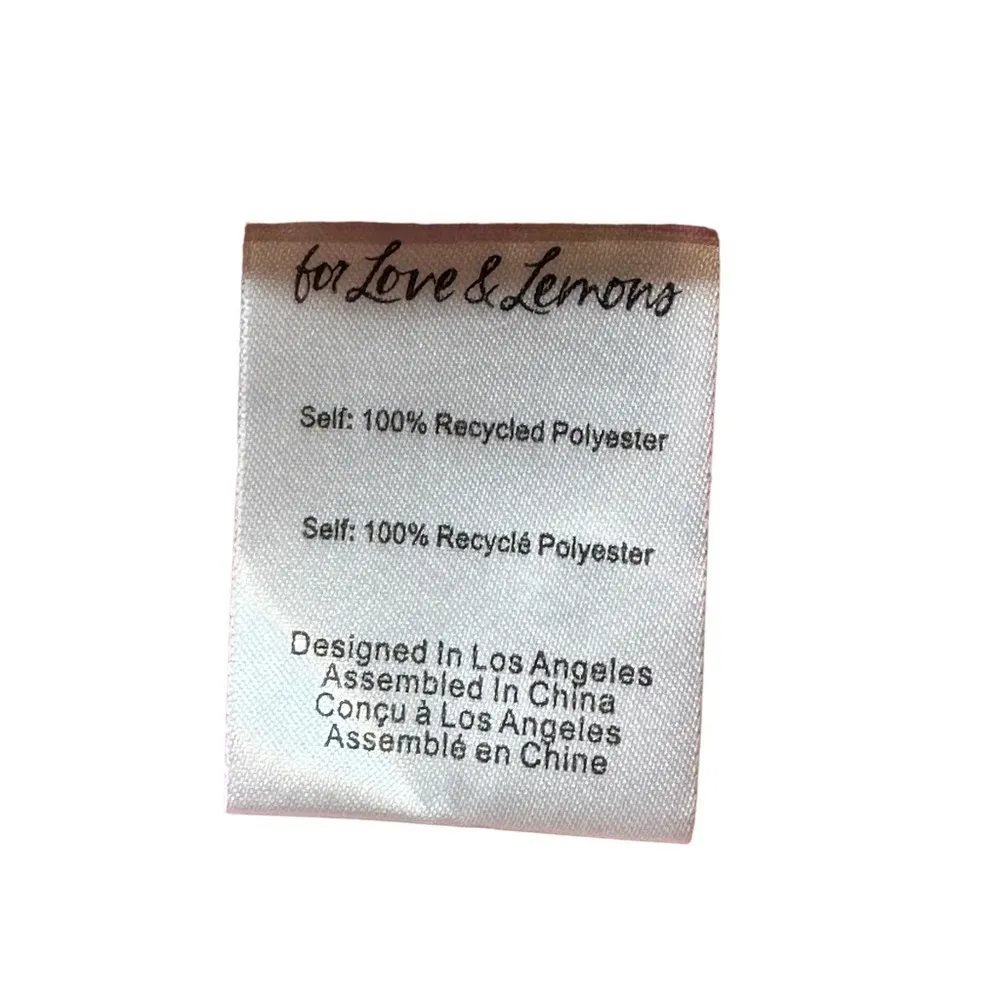 for Love & Lemons
Self: 100% Recycled Polyester
Self: 100% Recyclé Polyester
Designed In Los Angeles
Assembled In China
Conçu à Los Angeles
Assemblé en Chine